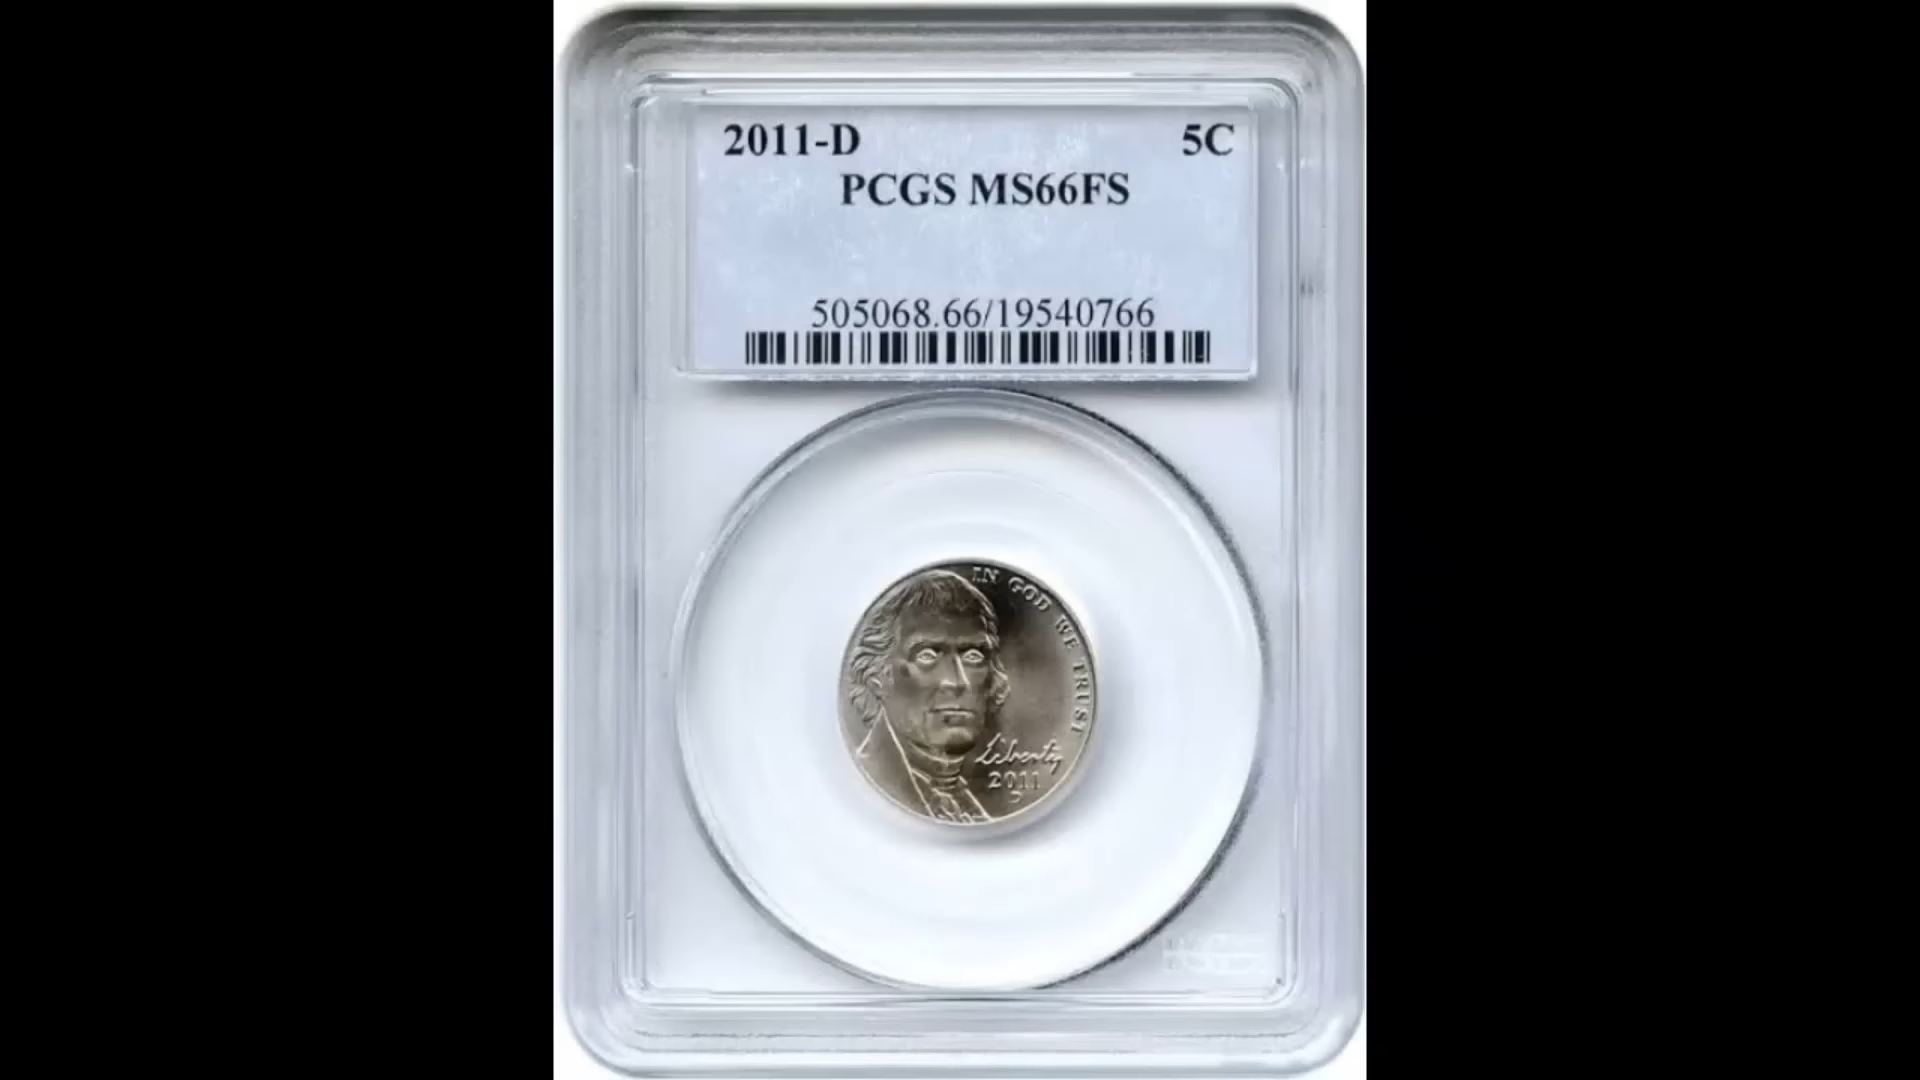 2011-D 5C
PCGS MS66FS
505068.66/19540766
IN GOD WE TRUST
Liberty
2011
D